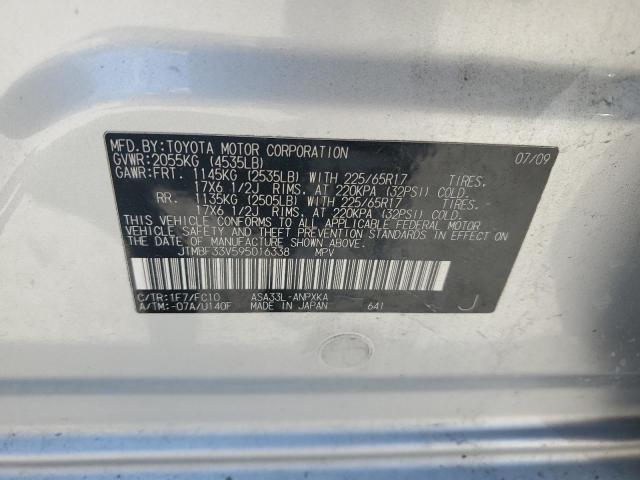 MFD.BY:TOYOTA MOTOR CORPORATION 07/09
GVWR:2055KG (4535LB)
GAWR:FRT. 1145KG (2535LB) WITH 225/65R17 TIRES.
17X6 1/2J RIMS. AT 220KPA (32PSI) COLD.
RR. 1135KG (2505LB) WITH 225/65R17 TIRES.
17X6 1/2J RIMS. AT 220KPA (32PSI) COLD.
THIS VEHICLE CONFORMS TO ALL APPLICABLE FEDERAL MOTOR
VEHICLE SAFETY AND THEFT PREVENTION STANDARDS IN EFFECT
ON THE DATE OF MANUFACTURE SHOWN ABOVE.
JTMBF33V595016338 MPV
C/TR:1F7/FC10 ASA33L-ANPXKA
A/TM:-07A/U140F MADE IN JAPAN 641 J